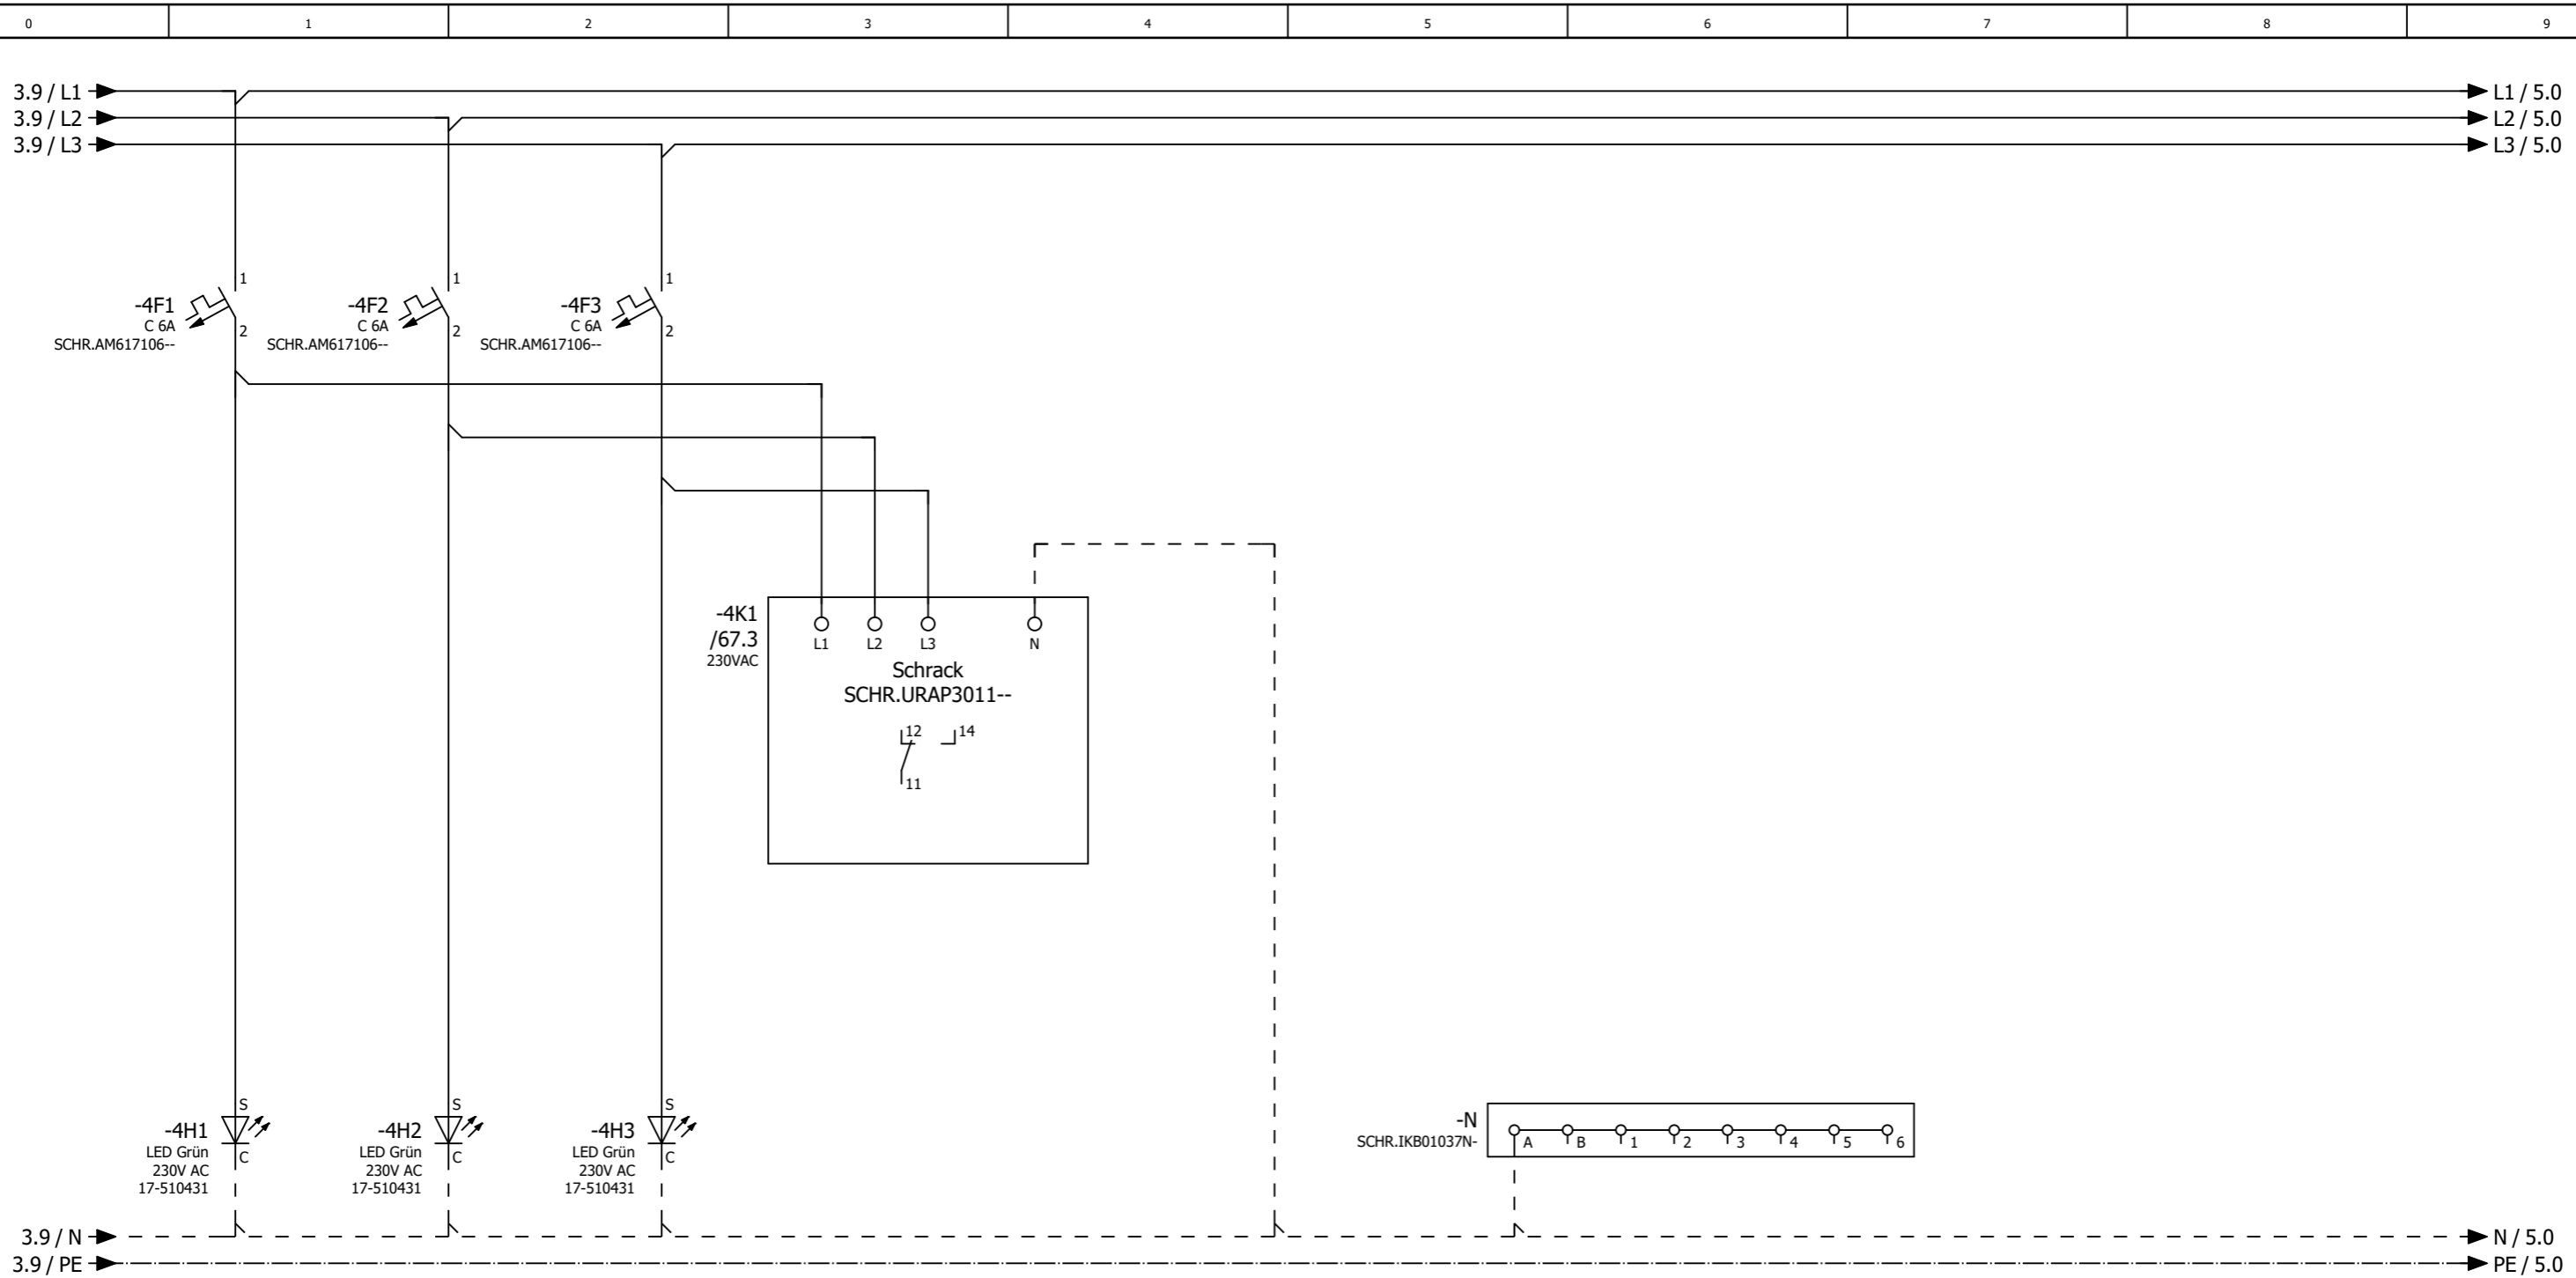 0 1 2 3 4 5 6 7 8 9
3.9 / L1
L1 / 5.0
3.9 / L2
L2 / 5.0
3.9 / L3
L3 / 5.0
1
1
1
-4F1
C 6A
SCHR.AM617106--
2
-4F2
C 6A
SCHR.AM617106--
2
-4F3
C 6A
SCHR.AM617106--
2
-4K1
/67.3
230VAC
L1 L2 L3 N
Schrack
SCHR.URAP3011--
12 14
11
S
-4H1
LED Grün
230V AC
17-510431
C
S
-4H2
LED Grün
230V AC
17-510431
C
S
-4H3
LED Grün
230V AC
17-510431
C
-N
SCHR.IKB01037N-
A B 1 2 3 4 5 6
3.9 / N
N / 5.0
3.9 / PE
PE / 5.0